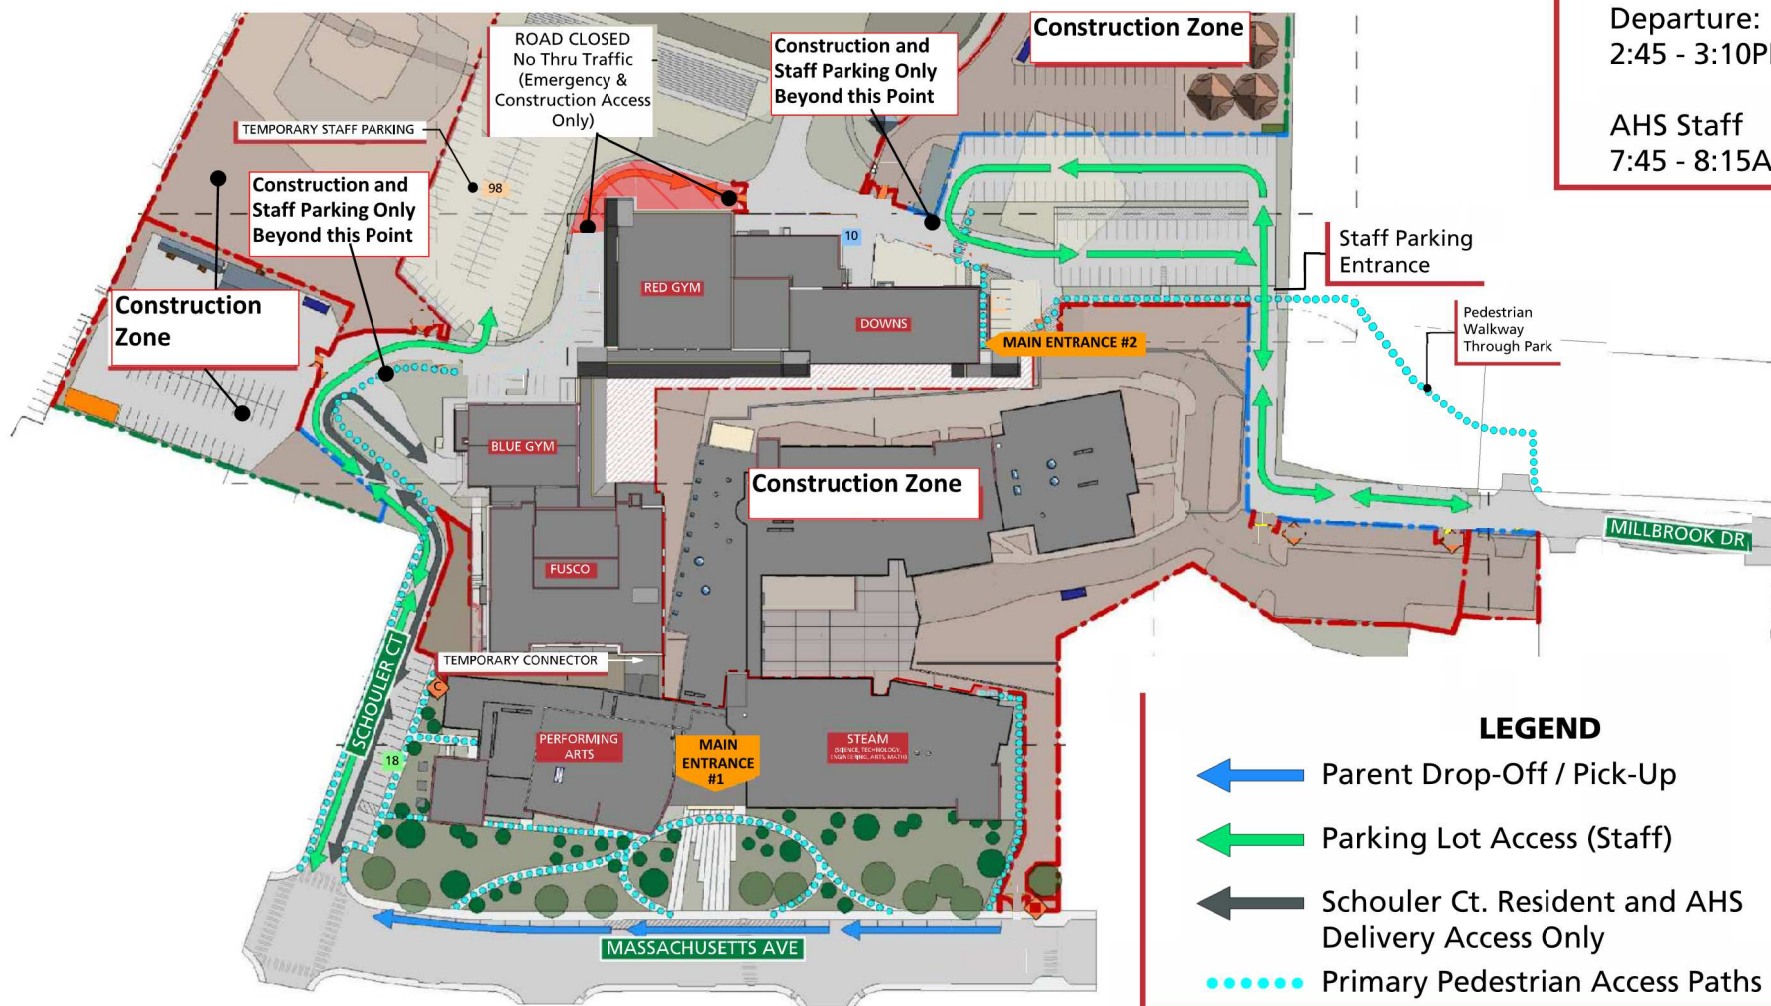 Construction Zone
Departure:
2:45 - 3:10P
AHS Staff
7:45 - 8:15A
ROAD CLOSED
No Thru Traffic
(Emergency &
Construction Access
Only)
Construction and
Staff Parking Only
Beyond this Point
TEMPORARY STAFF PARKING
98
Construction and
Staff Parking Only
Beyond this Point
10
Staff Parking
Entrance
RED GYM
DOWNS
Construction
Zone
Pedestrian
Walkway
Through Park
MAIN ENTRANCE #2
BLUE GYM
Construction Zone
MILLBROOK DR
FUSCO
TEMPORARY CONNECTOR
C
SCHOULER CT
PERFORMING
ARTS
MAIN
ENTRANCE
#1
STEAM
(SCIENCE, TECHNOLOGY,
ENGINEERING, ARTS, MATH)
18
MASSACHUSETTS AVE
LEGEND
Parent Drop-Off / Pick-Up
Parking Lot Access (Staff)
Schouler Ct. Resident and AHS
Delivery Access Only
Primary Pedestrian Access Paths